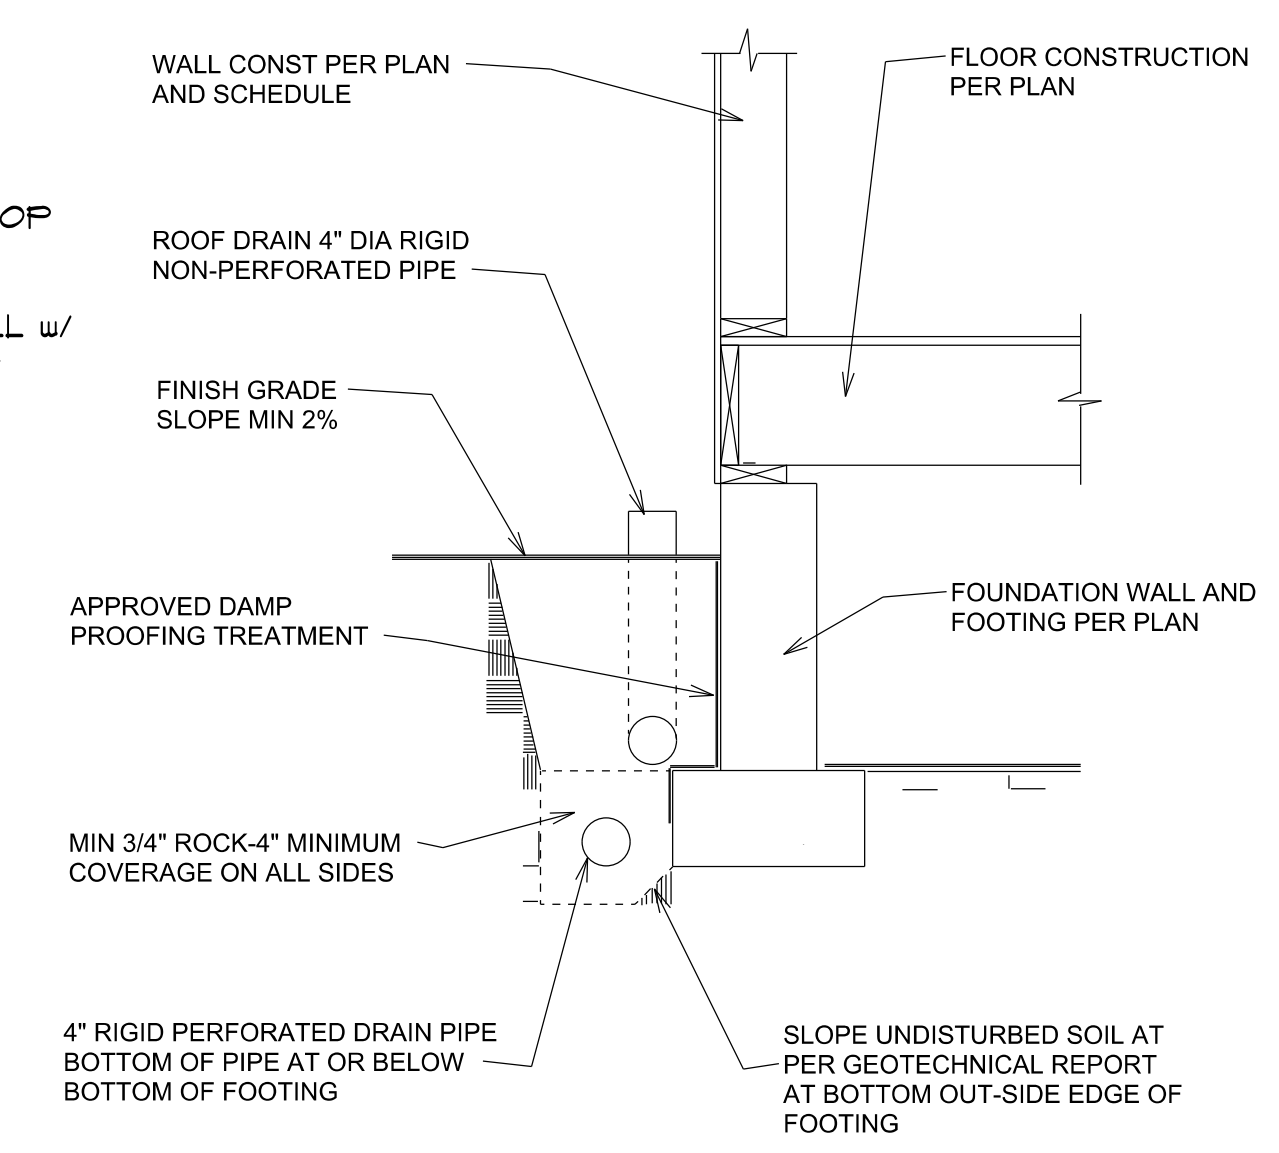 WALL CONST PER PLAN
AND SCHEDULE
FLOOR CONSTRUCTION
PER PLAN
OP
ROOF DRAIN 4" DIA RIGID
NON-PERFORATED PIPE
LL w/
FINISH GRADE
SLOPE MIN 2%
APPROVED DAMP
PROOFING TREATMENT
FOUNDATION WALL AND
FOOTING PER PLAN
MIN 3/4" ROCK-4" MINIMUM
COVERAGE ON ALL SIDES
4" RIGID PERFORATED DRAIN PIPE
BOTTOM OF PIPE AT OR BELOW
BOTTOM OF FOOTING
SLOPE UNDISTURBED SOIL AT
PER GEOTECHNICAL REPORT
AT BOTTOM OUT-SIDE EDGE OF
FOOTING